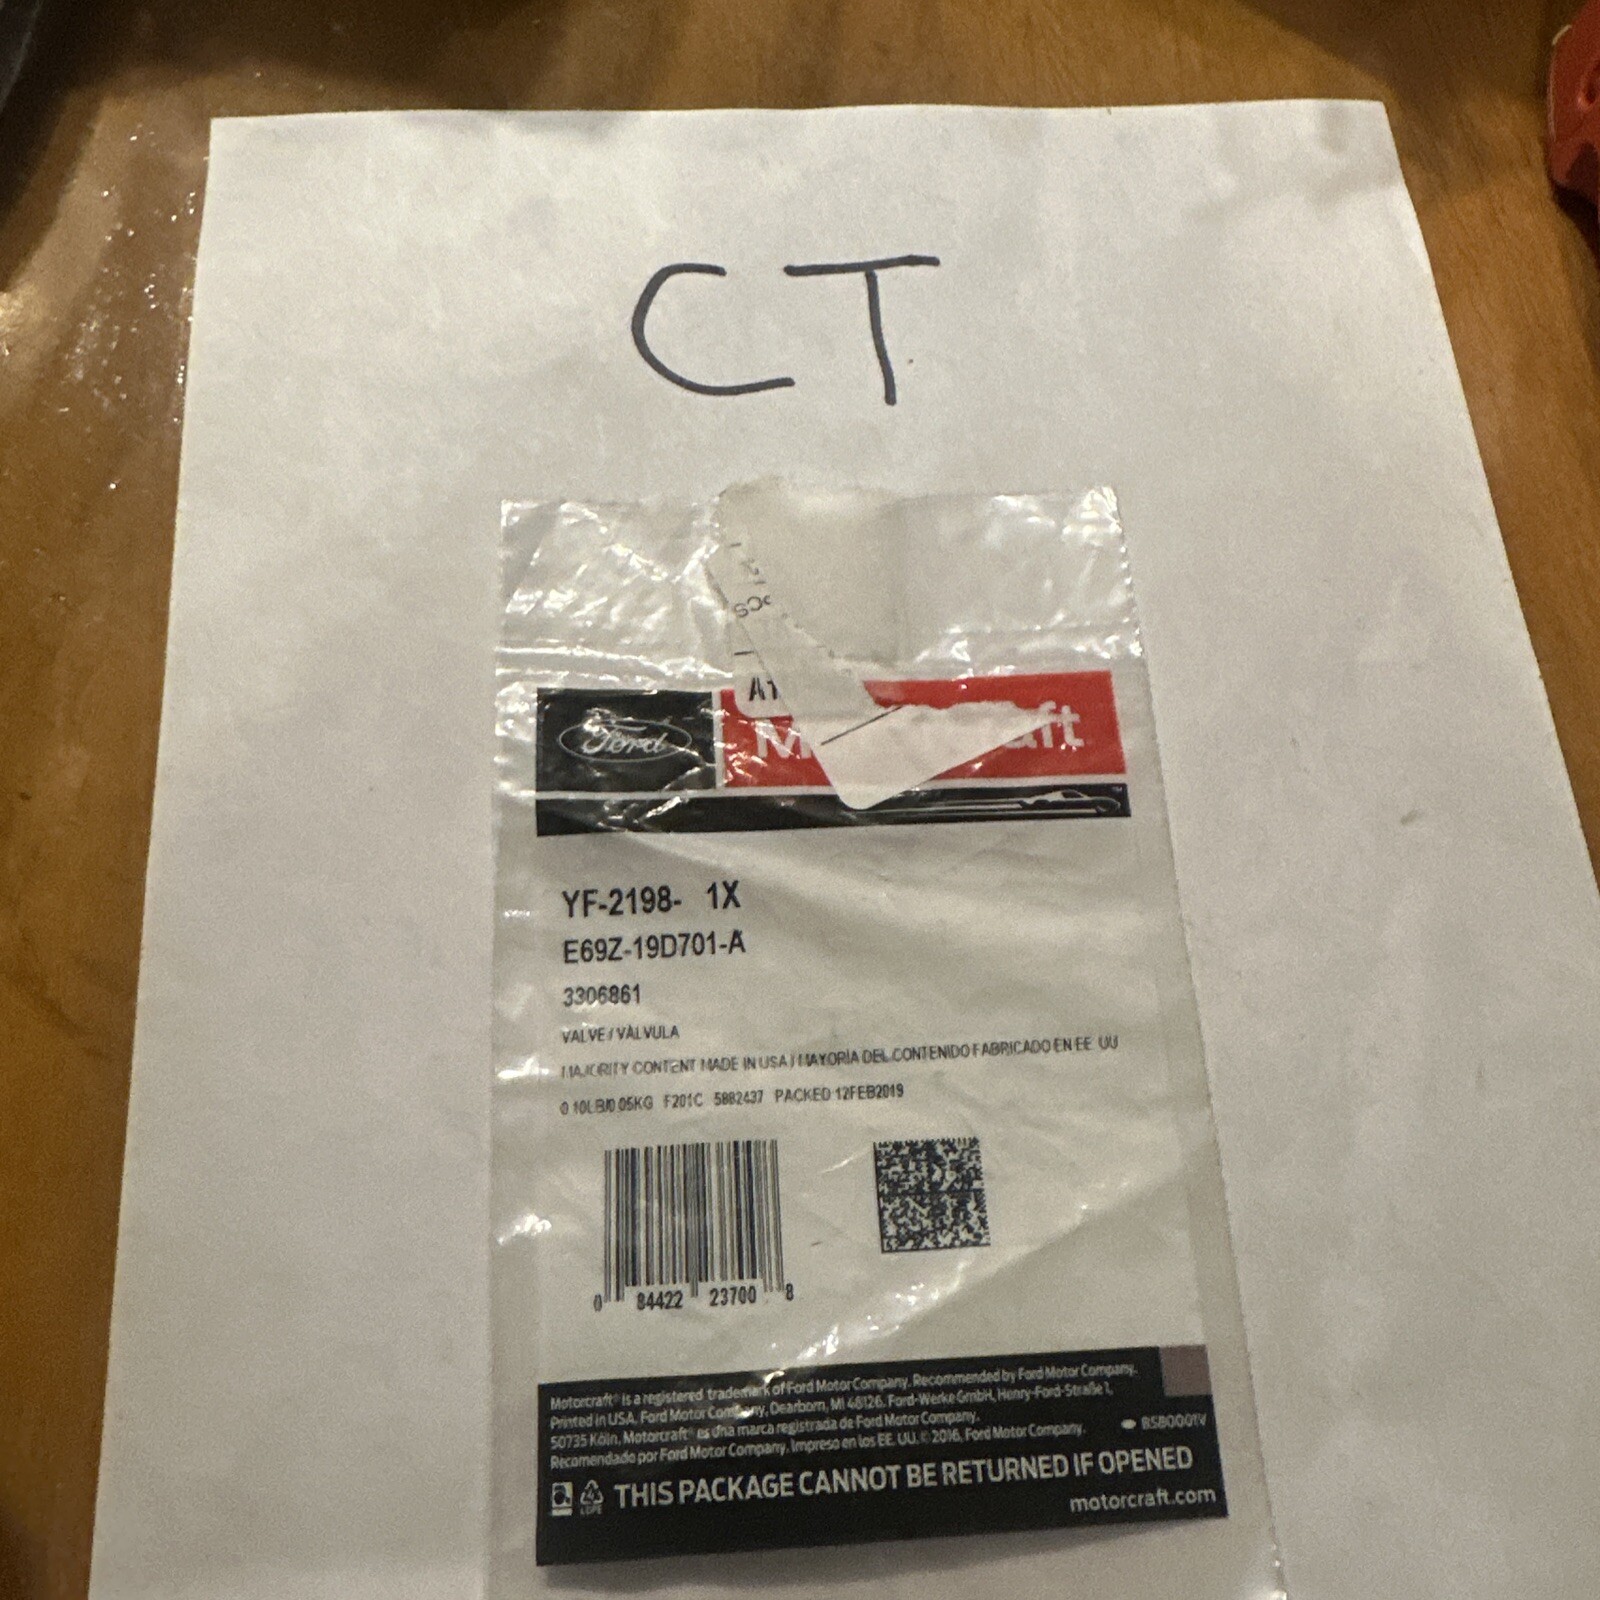 CT
Ford
YF-2198- 1X
E69Z-19D701-A
3306861
VALVE / VÁLVULA
MAJORITY CONTENT MADE IN USA / MAYORÍA DEL CONTENIDO FABRICADO EN EE UU
0.10LB/0.05KG F201C 5882437 PACKED 12FEB2019
0 84422 23700 8
Motorcraft® is a registered trademark of Ford Motor Company. Recommended by Ford Motor Company.
Printed in USA. Ford Motor Company, Dearborn, MI 48126. Ford-Werke GmbH, Henry-Ford-Straße 1,
50735 Köln. Motorcraft® es una marca registrada de Ford Motor Company.
Recomendado por Ford Motor Company. Impreso en los EE. UU. © 2016, Ford Motor Company.
BSB0001V
THIS PACKAGE CANNOT BE RETURNED IF OPENED
motorcraft.com